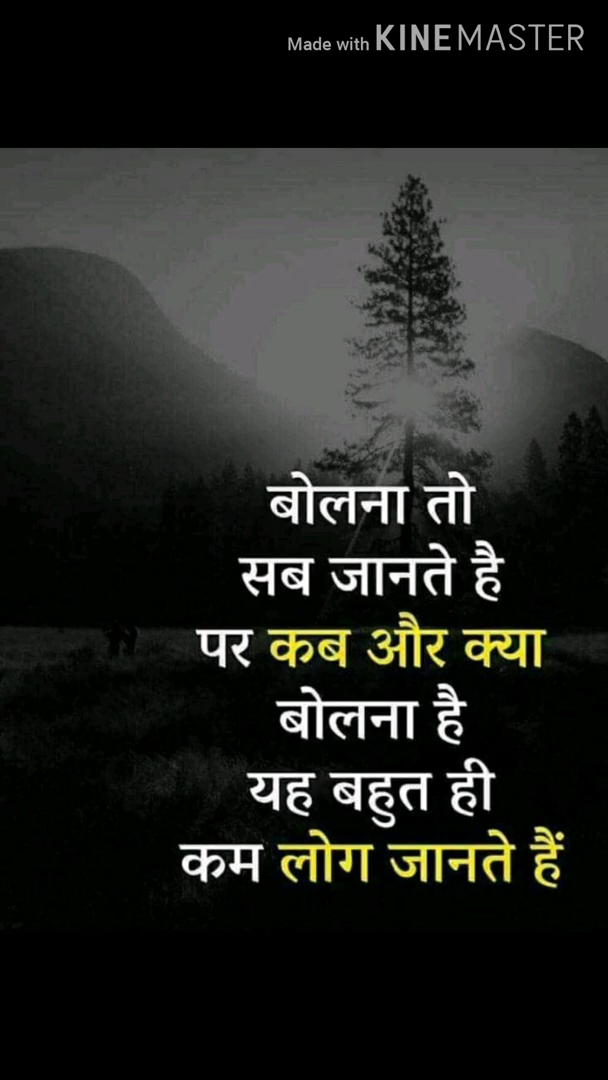 Made with KINEMASTER
बोलना तो
सब जानते है
पर कब और क्या
बोलना है
यह बहुत ही
कम लोग जानते हैं